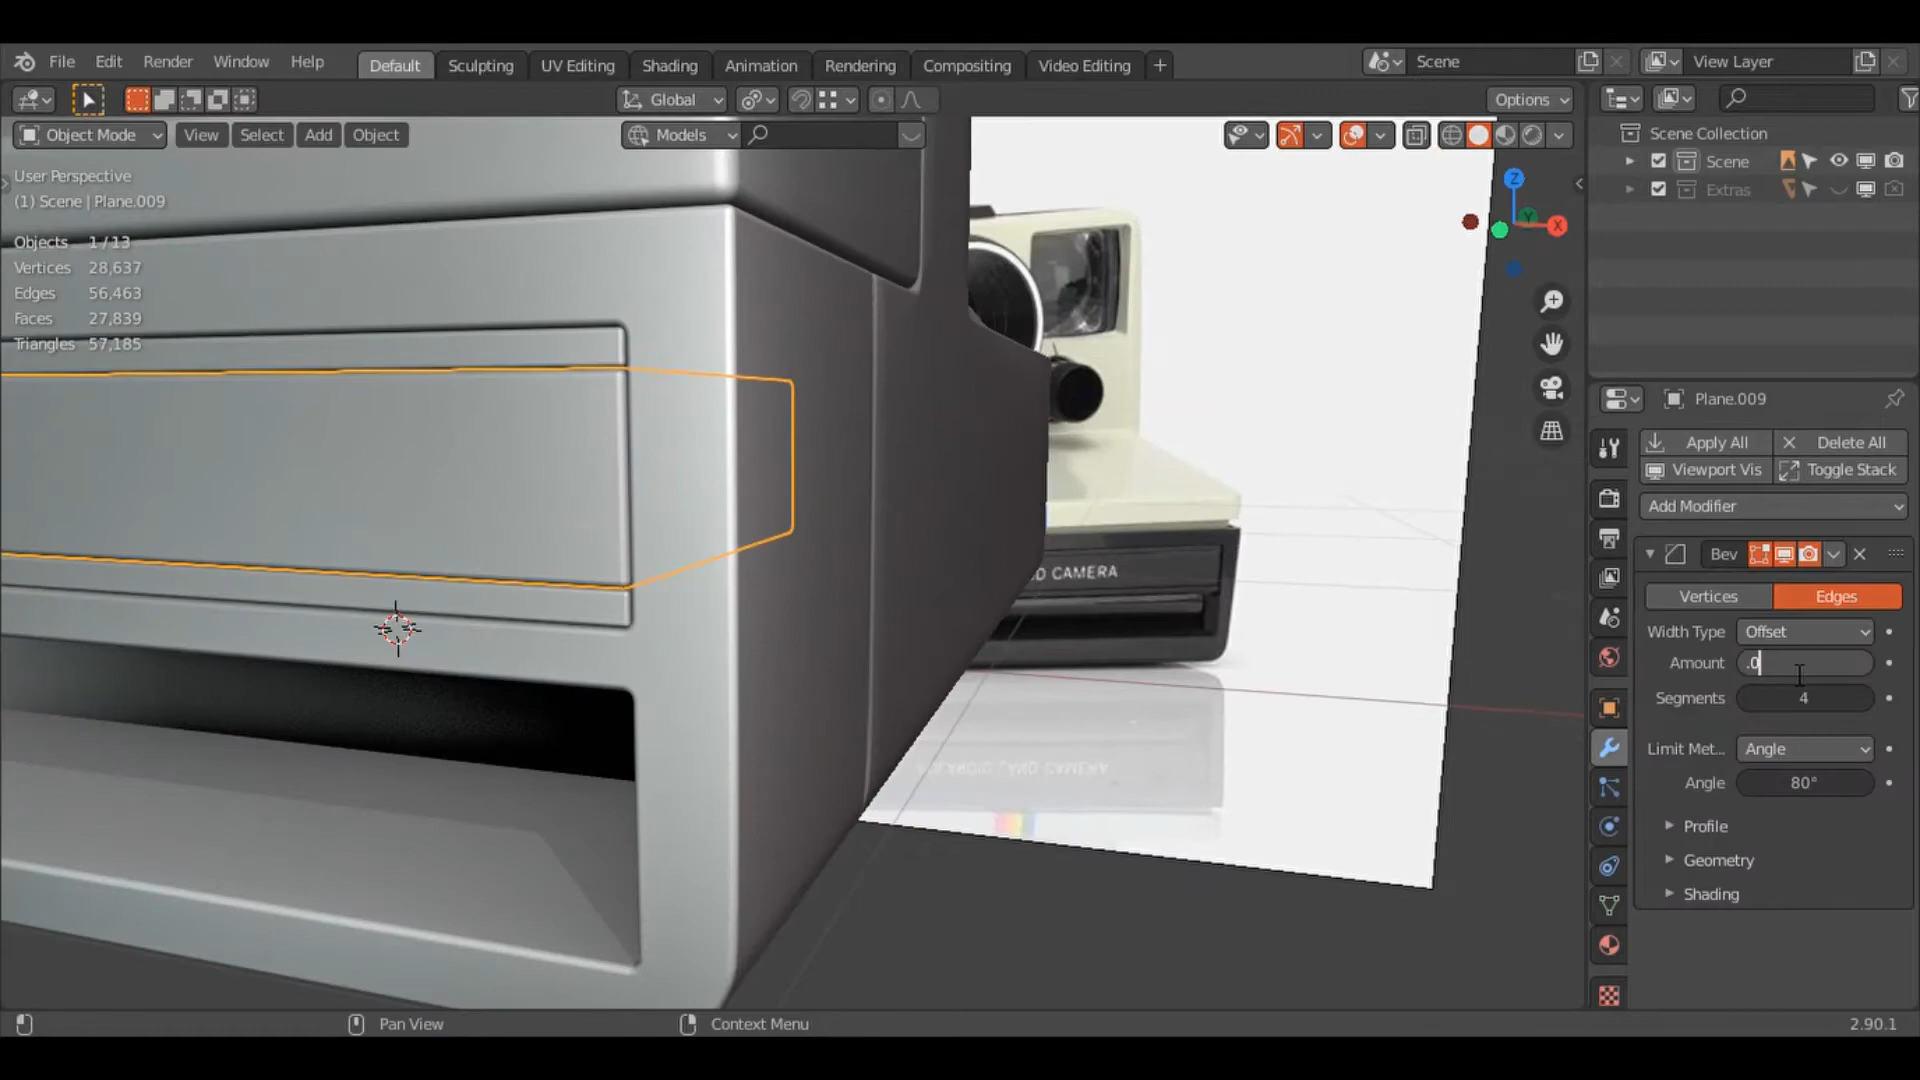 File Edit Render Window Help Default Sculpting UV Editing Shading Animation Rendering Compositing Video Editing + Scene View Layer
Global Options
Object Mode View Select Add Object Models
User Perspective
(1) Scene | Plane.009
Objects 1 / 13
Vertices 28,637
Edges 56,463
Faces 27,839
Triangles 57,185
Z
Y
X
D CAMERA
Scene Collection
Scene
Extras
Plane.009
Apply All Delete All
Viewport Vis Toggle Stack
Add Modifier
Bev
Vertices Edges
Width Type Offset
Amount .0
Segments 4
Limit Met... Angle
Angle 80°
Profile
Geometry
Shading
Pan View Context Menu 2.90.1